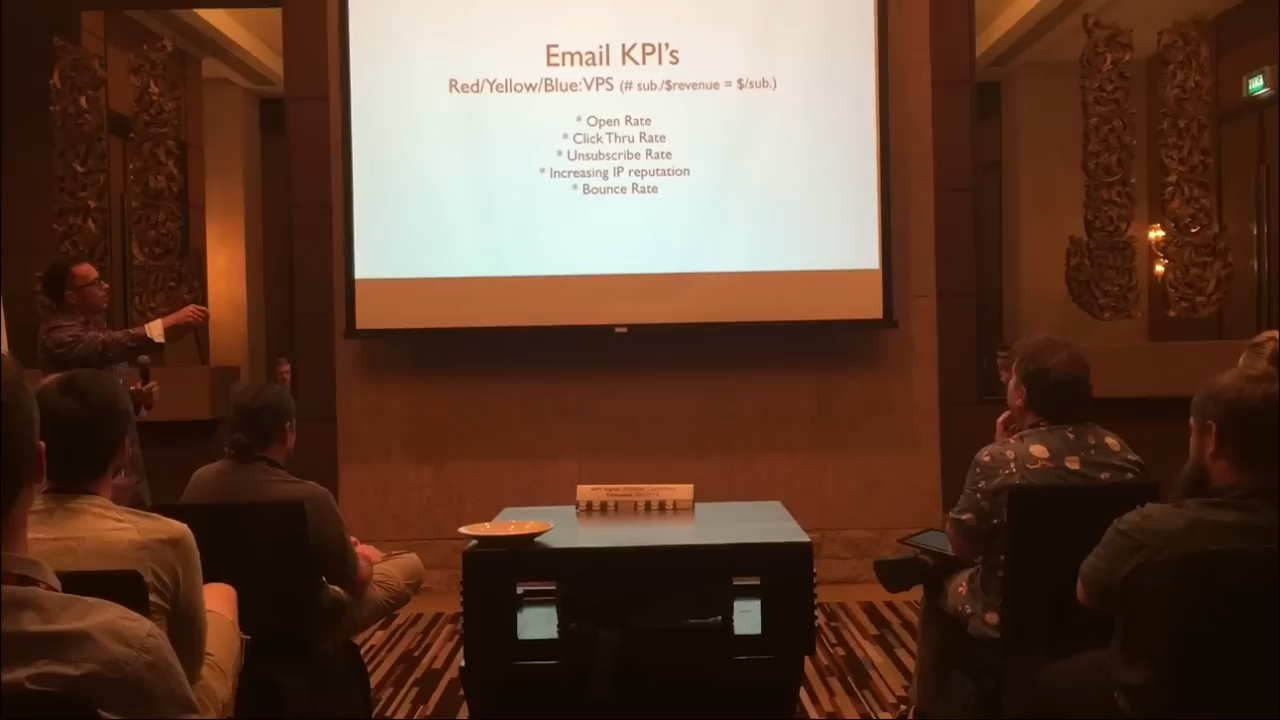 Email KPI's
Red/Yellow/Blue:VPS (# sub./$revenue = $/sub.)
* Open Rate
* Click Thru Rate
* Unsubscribe Rate
* Increasing IP reputation
* Bounce Rate